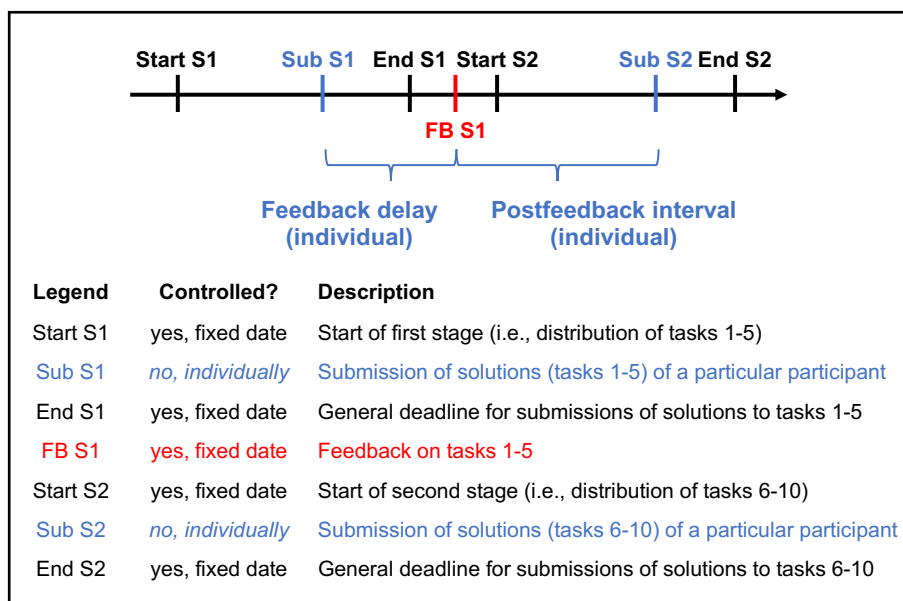 Start S1 Sub S1 End S1 Start S2 Sub S2 End S2
FB S1
Feedback delay Postfeedback interval
(individual) (individual)
Legend Controlled? Description
Start S1 yes, fixed date Start of first stage (i.e., distribution of tasks 1-5)
Sub S1 no, individually Submission of solutions (tasks 1-5) of a particular participant
End S1 yes, fixed date General deadline for submissions of solutions to tasks 1-5
FB S1 yes, fixed date Feedback on tasks 1-5
Start S2 yes, fixed date Start of second stage (i.e., distribution of tasks 6-10)
Sub S2 no, individually Submission of solutions (tasks 6-10) of a particular participant
End S2 yes, fixed date General deadline for submissions of solutions to tasks 6-10